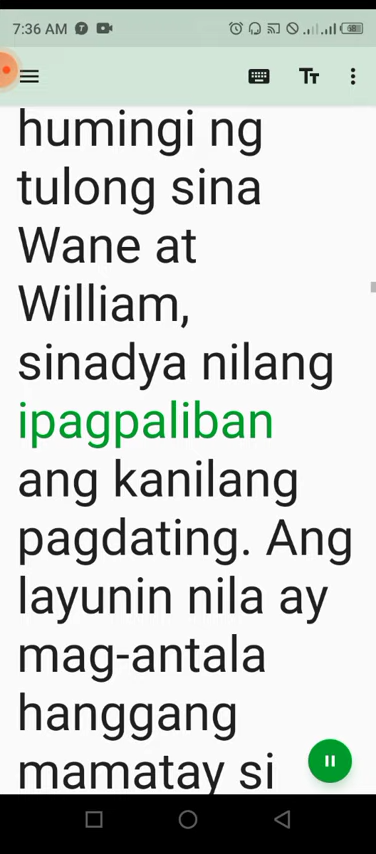 7:36 AM
humingi ng
tulong sina
Wane at
William,
sinadya nilang
ipagpaliban
ang kanilang
pagdating. Ang
layunin nila ay
mag-antala
hanggang
mamatay si